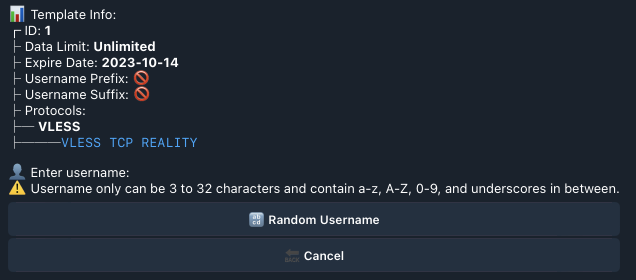 📊 Template Info:
┌ ID: 1
├ Data Limit: Unlimited
├ Expire Date: 2023-10-14
├ Username Prefix: 🚫
├ Username Suffix: 🚫
├ Protocols:
├── VLESS
├────VLESS TCP REALITY
👤 Enter username:
⚠️ Username only can be 3 to 32 characters and contain a-z, A-Z, 0-9, and underscores in between.
🔡 Random Username
🔙 Cancel